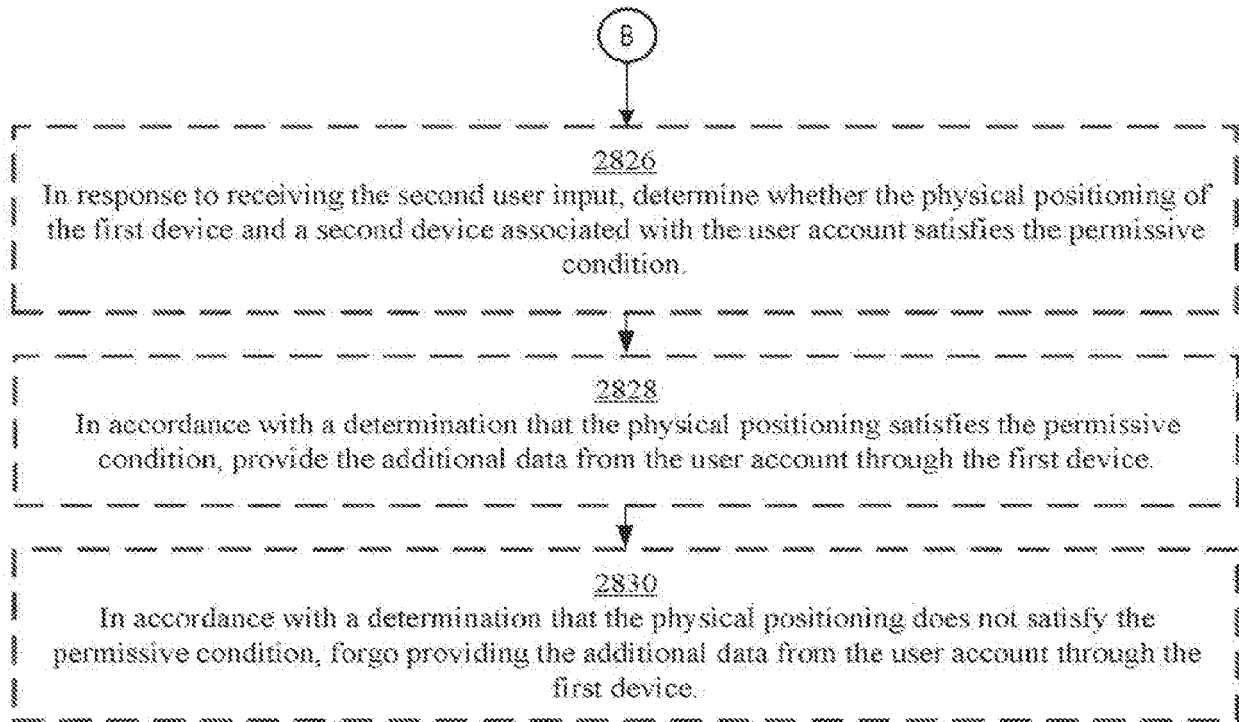 B
2826
In response to receiving the second user input, determine whether the physical positioning of
the first device and a second device associated with the user account satisfies the permissive
condition.
2828
In accordance with a determination that the physical positioning satisfies the permissive
condition, provide the additional data from the user account through the first device.
2830
In accordance with a determination that the physical positioning does not satisfy the
permissive condition, forgo providing the additional data from the user account through the
first device.